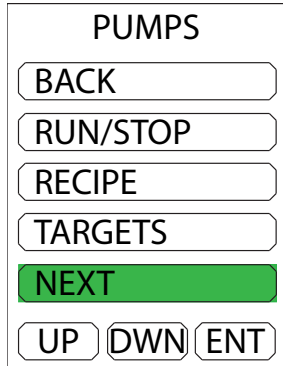 PUMPS
BACK
RUN/STOP
RECIPE
TARGETS
NEXT
UP DWN ENT